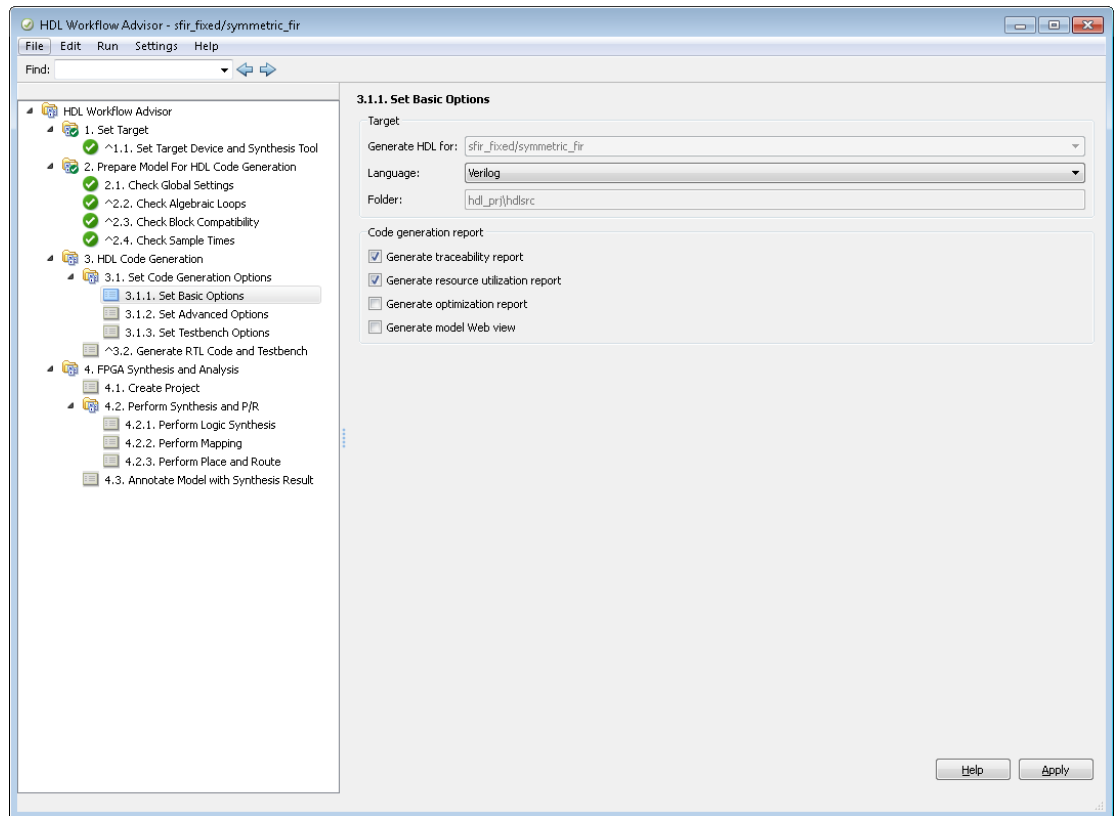 HDL Workflow Advisor - sfir_fixed/symmetric_fir
File Edit Run Settings Help
Find:
HDL Workflow Advisor
1. Set Target
^1.1. Set Target Device and Synthesis Tool
2. Prepare Model For HDL Code Generation
2.1. Check Global Settings
^2.2. Check Algebraic Loops
^2.3. Check Block Compatibility
^2.4. Check Sample Times
3. HDL Code Generation
3.1. Set Code Generation Options
3.1.1. Set Basic Options
3.1.2. Set Advanced Options
3.1.3. Set Testbench Options
^3.2. Generate RTL Code and Testbench
4. FPGA Synthesis and Analysis
4.1. Create Project
4.2. Perform Synthesis and P/R
4.2.1. Perform Logic Synthesis
4.2.2. Perform Mapping
4.2.3. Perform Place and Route
4.3. Annotate Model with Synthesis Result
3.1.1. Set Basic Options
Target
Generate HDL for: sfir_fixed/symmetric_fir
Language: Verilog
Folder: hdl_prj\hdlsrc
Code generation report
Generate traceability report
Generate resource utilization report
Generate optimization report
Generate model Web view
Help Apply